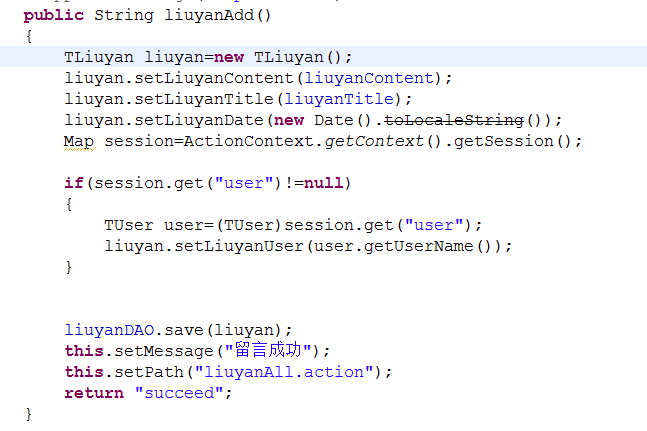 public String liuyanAdd()
{
TLiuyan liuyan=new TLiuyan();
liuyan.setLiuyanContent(liuyanContent);
liuyan.setLiuyanTitle(liuyanTitle);
liuyan.setLiuyanDate(new Date().toLocaleString());
Map session=ActionContext.getContext().getSession();
if(session.get("user")!=null)
{
TUser user=(TUser)session.get("user");
liuyan.setLiuyanUser(user.getUserName());
}
liuyanDAO.save(liuyan);
this.setMessage("留言成功");
this.setPath("liuyanAll.action");
return "succeed";
}